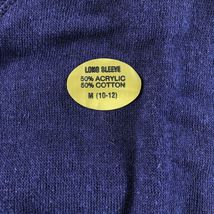 LONG SLEEVE
50% ACRYLIC
50% COTTON
M (10-12)